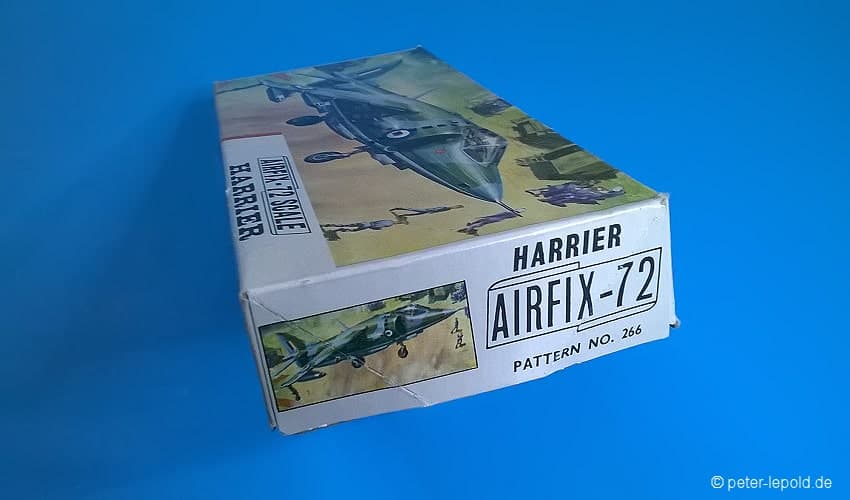 AIRFIX-72 SCALE
HARRIER
HARRIER
AIRFIX-72
PATTERN NO. 266
© peter-lepold.de